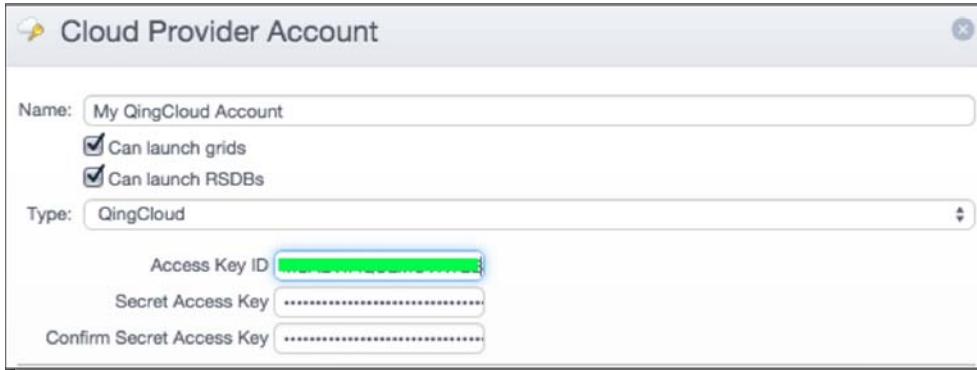 Cloud Provider Account
Name: My QingCloud Account
Can launch grids
Can launch RSDBs
Type: QingCloud
Access Key ID
Secret Access Key ••••••••••••••••••••••••••••••••
Confirm Secret Access Key ••••••••••••••••••••••••••••••••